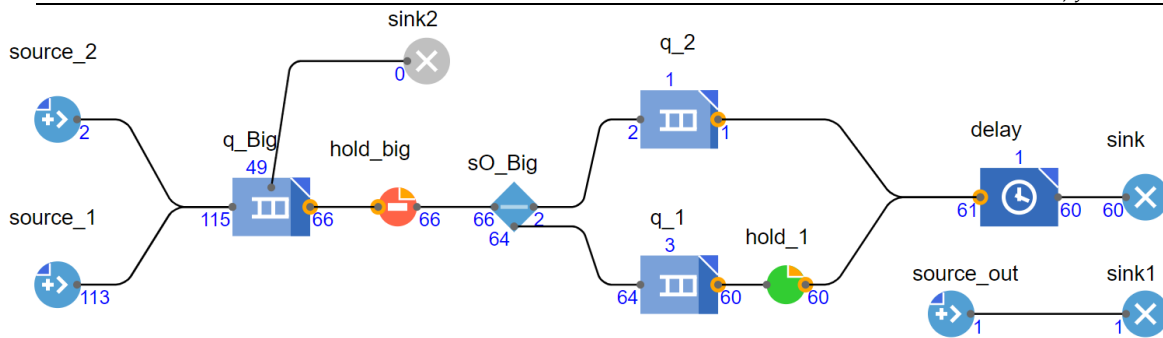 sink2
source_2
q_2
0
1
2
q_Big
hold_big
sO_Big
2
1
delay
sink
49
1
115
66
66
66
2
61
60
60
source_1
64
q_1
hold_1
3
113
64
60
60
source_out
sink1
1
1